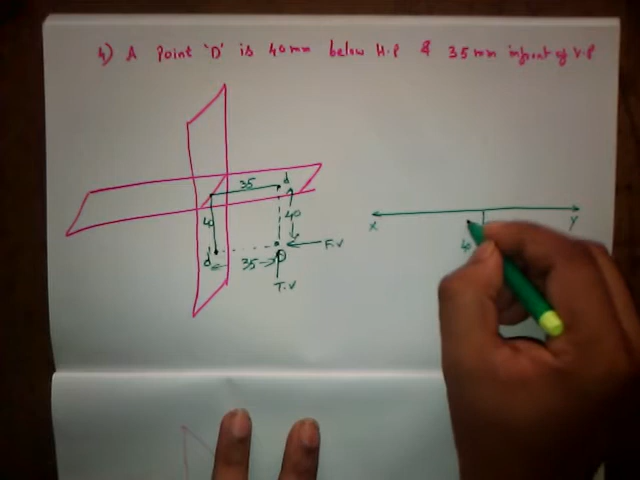 4) A Point 'D' is 40mm below H.P & 35mm infront of V.P
35
d
40
40
F.V
d'
35
D
T.V
X
Y
40